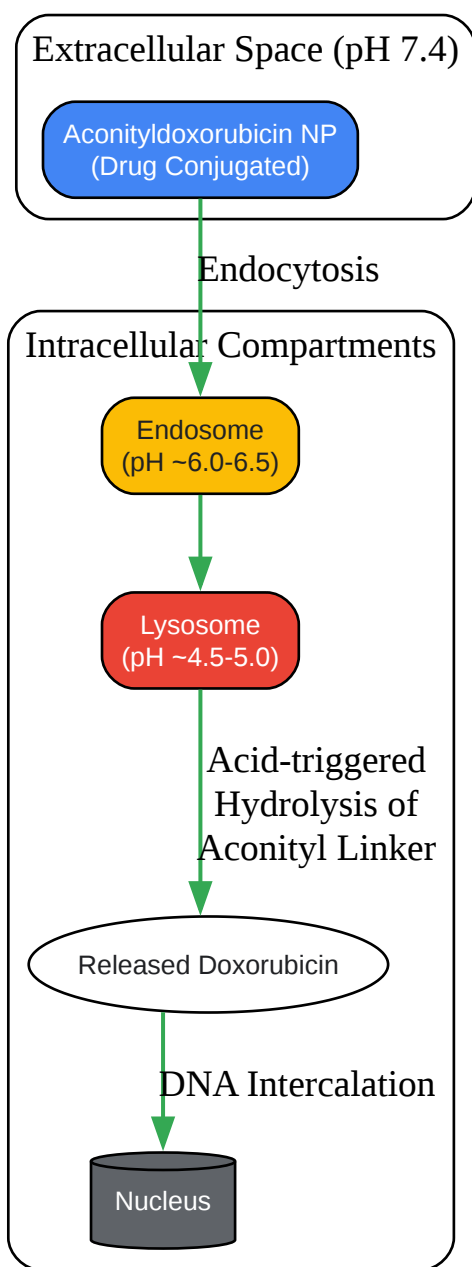 Extracellular Space (pH 7.4)
Aconityldoxorubicin NP
(Drug Conjugated)
Endocytosis
Intracellular Compartments
Endosome
(pH ~6.0-6.5)
Lysosome
(pH ~4.5-5.0)
Acid-triggered
Hydrolysis of
Aconityl Linker
Released Doxorubicin
DNA Intercalation
Nucleus